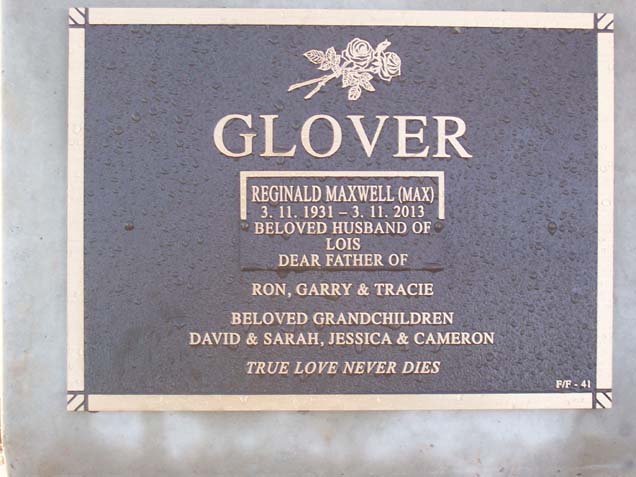 GLOVER
REGINALD MAXWELL (MAX)
3. 11. 1931 – 3. 11. 2013
BELOVED HUSBAND OF
LOIS
DEAR FATHER OF
RON, GARRY & TRACIE
BELOVED GRANDCHILDREN
DAVID & SARAH, JESSICA & CAMERON
TRUE LOVE NEVER DIES
F/F - 41